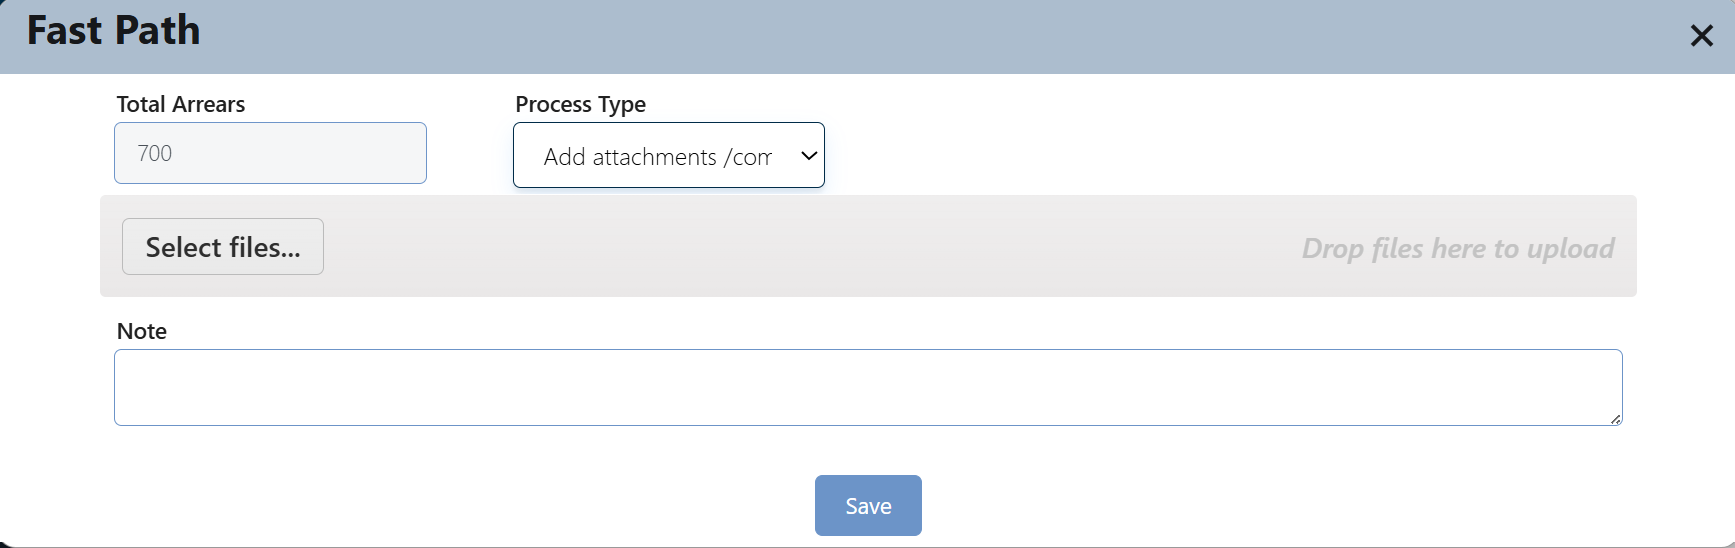 Fast Path
Total Arrears
Process Type
700
Add attachments /com
Select files...
Drop files here to upload
Note
Save